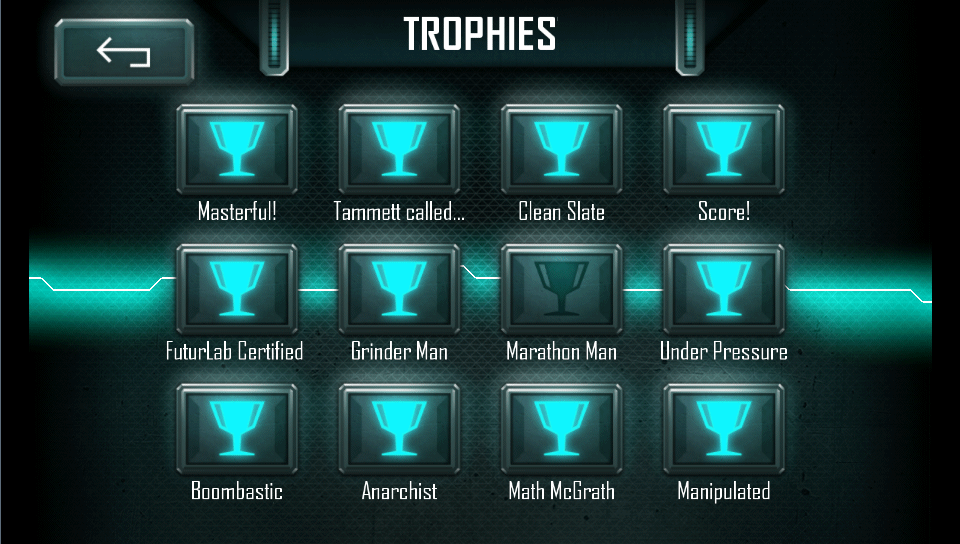 TROPHIES
Masterful!
Tammett called...
Clean Slate
Score!
FuturLab Certified
Grinder Man
Marathon Man
Under Pressure
Boombastic
Anarchist
Math McGrath
Manipulated